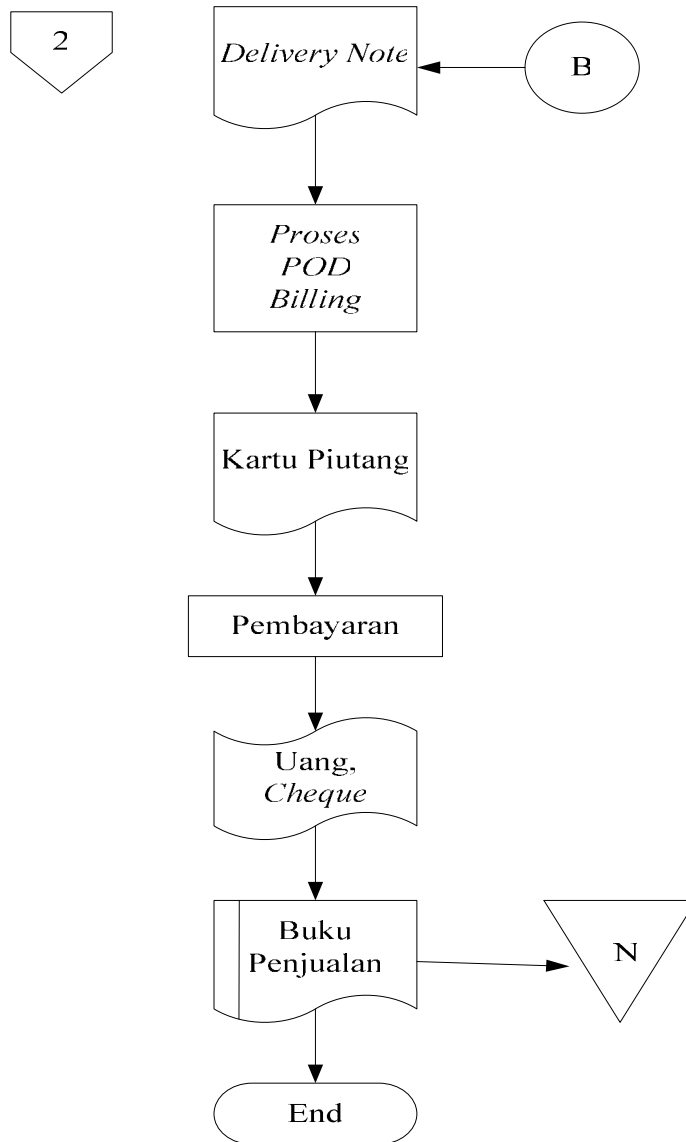 2
Delivery Note
B
Proses
POD
Billing
Kartu Piutang
Pembayaran
Uang,
Cheque
Buku
Penjualan
N
End